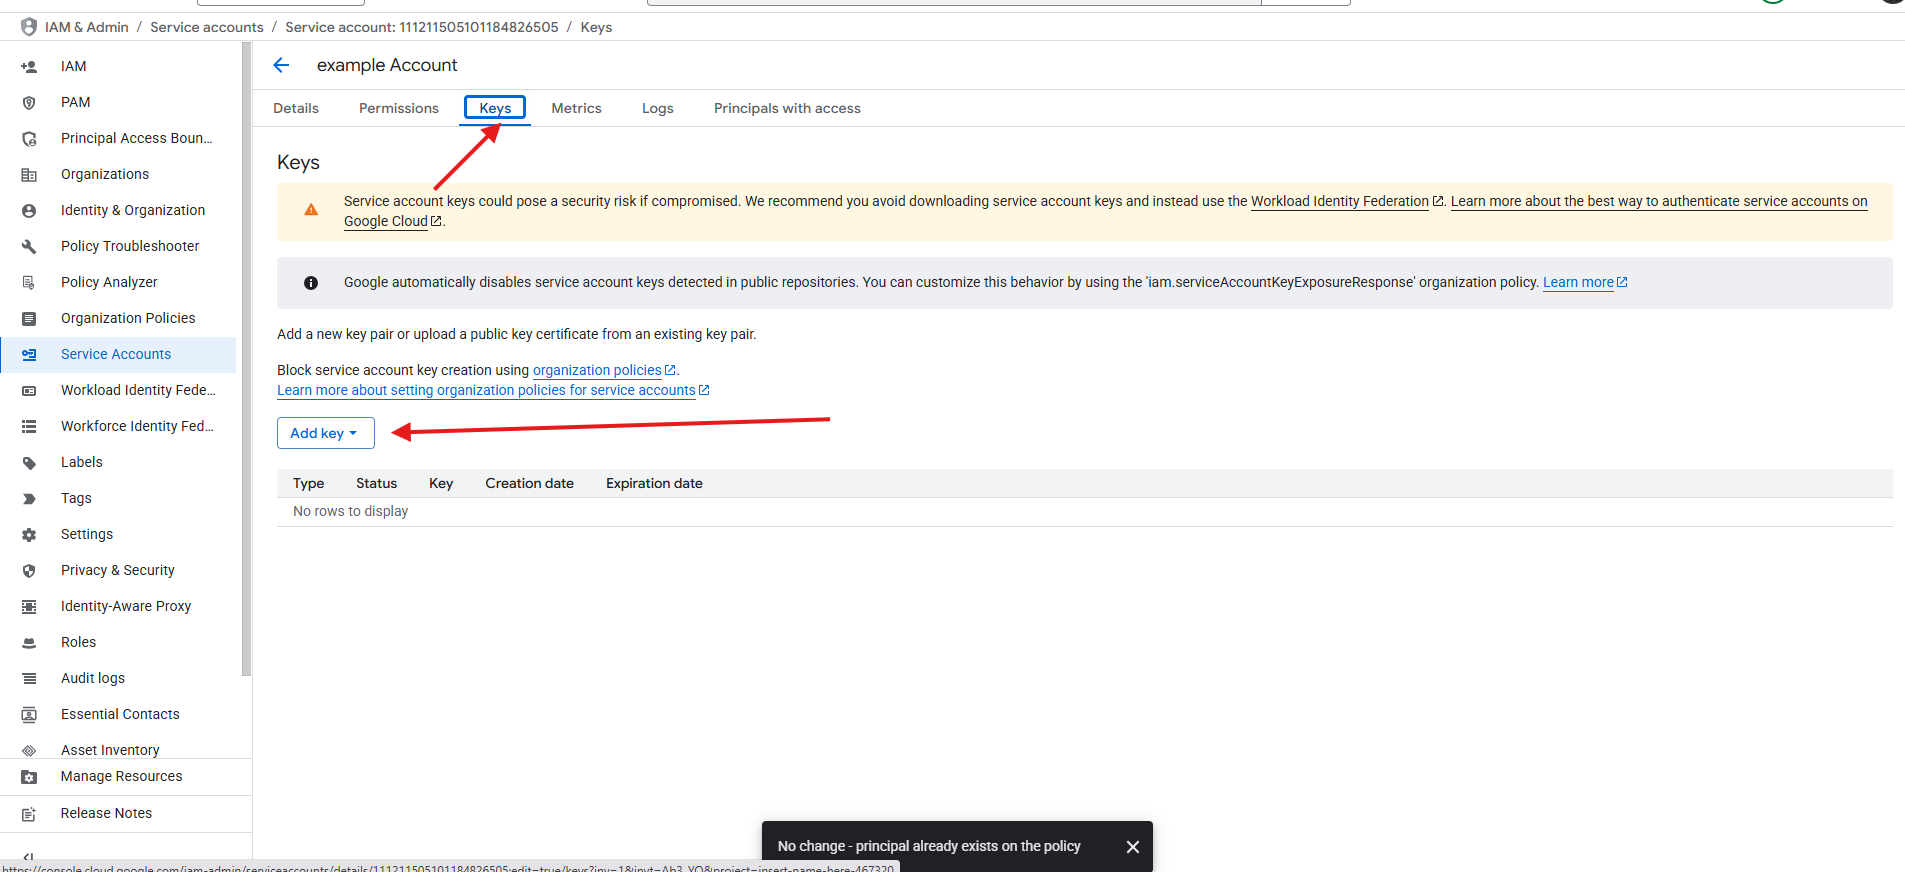 IAM & Admin / Service accounts / Service account: 111211505101184826505 / Keys
IAM
PAM
Principal Access Boun...
Organizations
Identity & Organization
Policy Troubleshooter
Policy Analyzer
Organization Policies
Service Accounts
Workload Identity Fede...
Workforce Identity Fed...
Labels
Tags
Settings
Privacy & Security
Identity-Aware Proxy
Roles
Audit logs
Essential Contacts
Asset Inventory
Manage Resources
Release Notes
example Account
Details Permissions Keys Metrics Logs Principals with access
Keys
Service account keys could pose a security risk if compromised. We recommend you avoid downloading service account keys and instead use the Workload Identity Federation. Learn more about the best way to authenticate service accounts on
Google Cloud.
Google automatically disables service account keys detected in public repositories. You can customize this behavior by using the 'iam.serviceAccountKeyExposureResponse' organization policy. Learn more
Add a new key pair or upload a public key certificate from an existing key pair.
Block service account key creation using organization policies.
Learn more about setting organization policies for service accounts
Add key
Type Status Key Creation date Expiration date
No rows to display
No change - principal already exists on the policy
https://console.cloud.google.com/iam-admin/serviceaccounts/details/111211505101184826505;edit=true/keys?inv=1&invt=Ab3_YQ&project=insert-name-here-467320